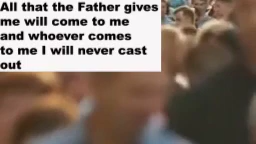 All that the Father gives
me will come to me
and whoever comes
to me I will never cast
out